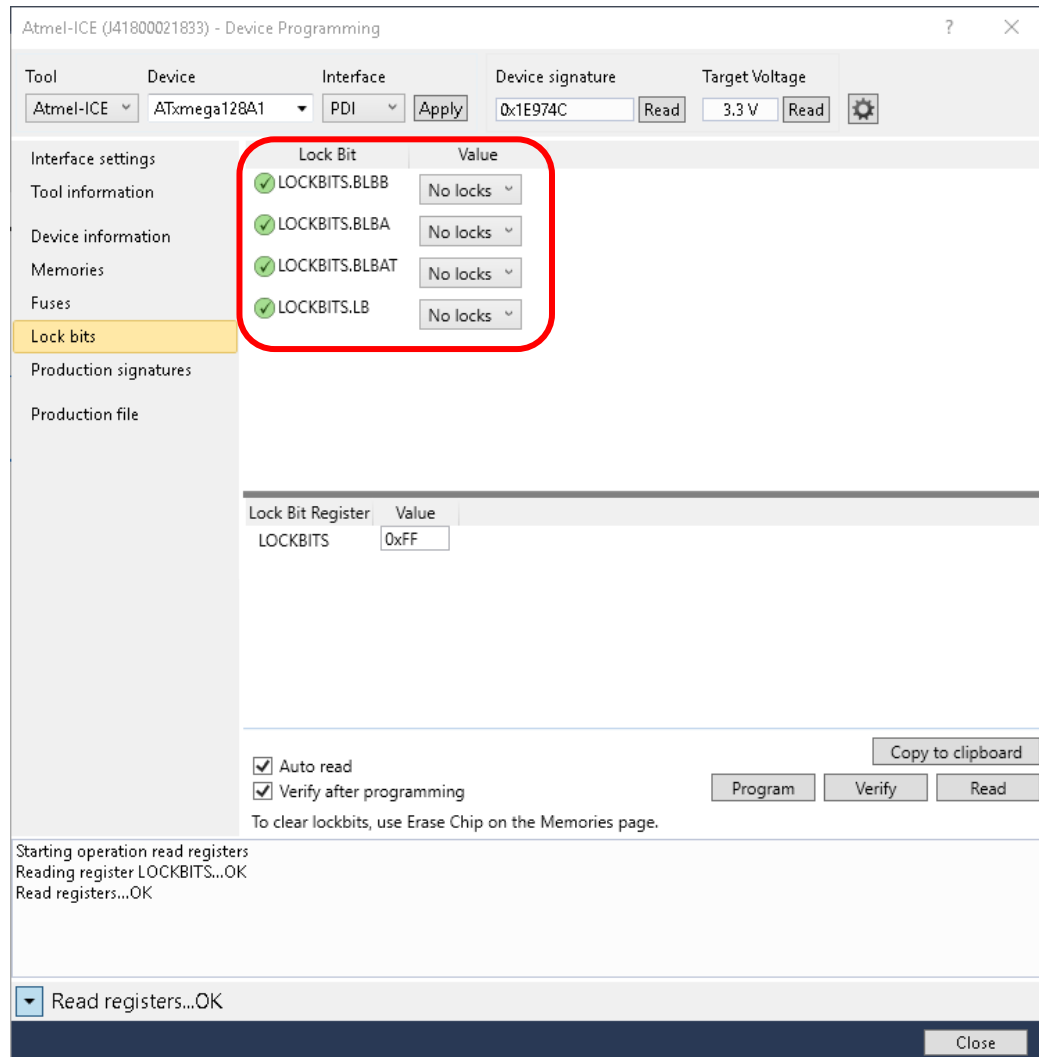 Atmel-ICE (J41800021833) - Device Programming
Tool Device Interface Device signature Target Voltage
Atmel-ICE ATxmega128A1 PDI Apply 0x1E974C Read 3.3 V Read
Interface settings
Tool information
Device information
Memories
Fuses
Lock bits
Production signatures
Production file
Lock Bit Value
LOCKBITS.BLBB No locks
LOCKBITS.BLBA No locks
LOCKBITS.BLBAT No locks
LOCKBITS.LB No locks
Lock Bit Register Value
LOCKBITS 0xFF
Copy to clipboard
Auto read
Verify after programming
Program Verify Read
To clear lockbits, use Erase Chip on the Memories page.
Starting operation read registers
Reading register LOCKBITS...OK
Read registers...OK
Read registers...OK
Close